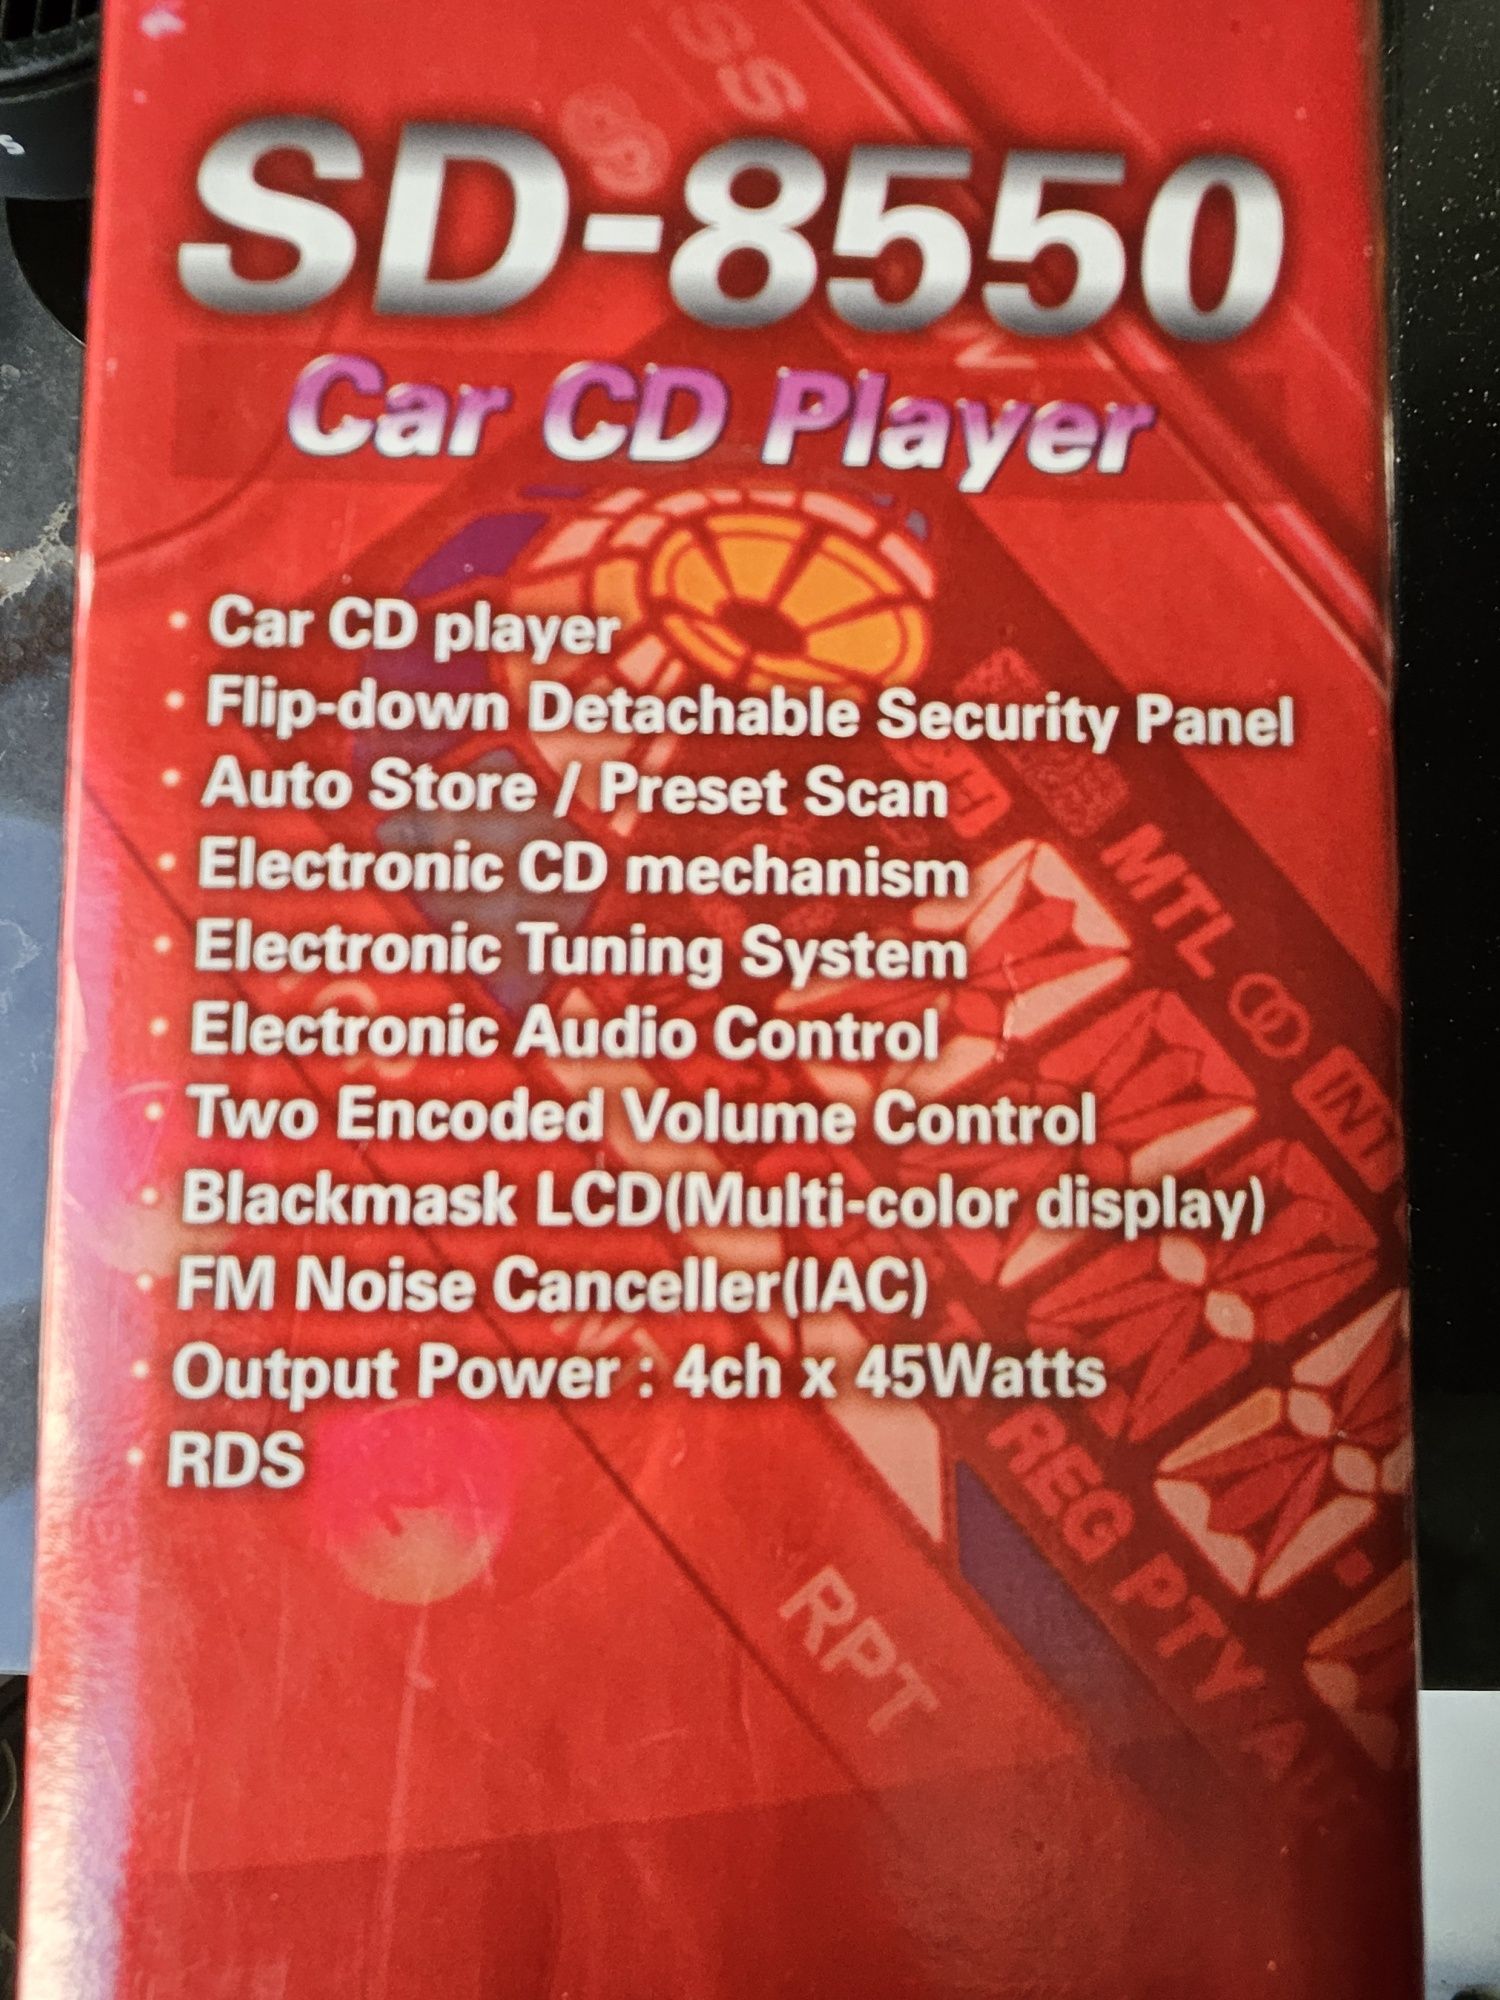 SD-8550
Car CD Player
· Car CD player
· Flip-down Detachable Security Panel
· Auto Store / Preset Scan
· Electronic CD mechanism
· Electronic Tuning System
· Electronic Audio Control
· Two Encoded Volume Control
· Blackmask LCD(Multi-color display)
· FM Noise Canceller(IAC)
· Output Power : 4ch x 45Watts
· RDS
MTL
INT
REG PTY
RPT